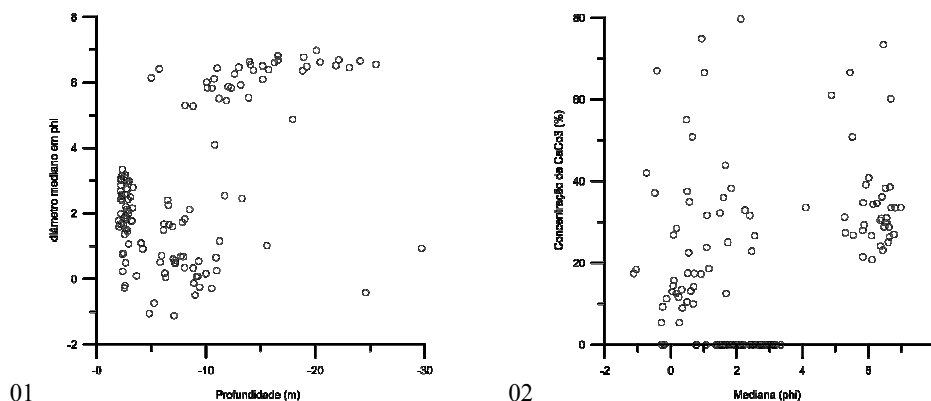 8
6
4
2
0
-2
diâmetro mediano em phi
-0 -10 -20 -30
Profundidade (m)
01
80
60
40
20
0
Concentração de CaCo3 (%)
-2 0 2 4 6
Mediana (phi)
02